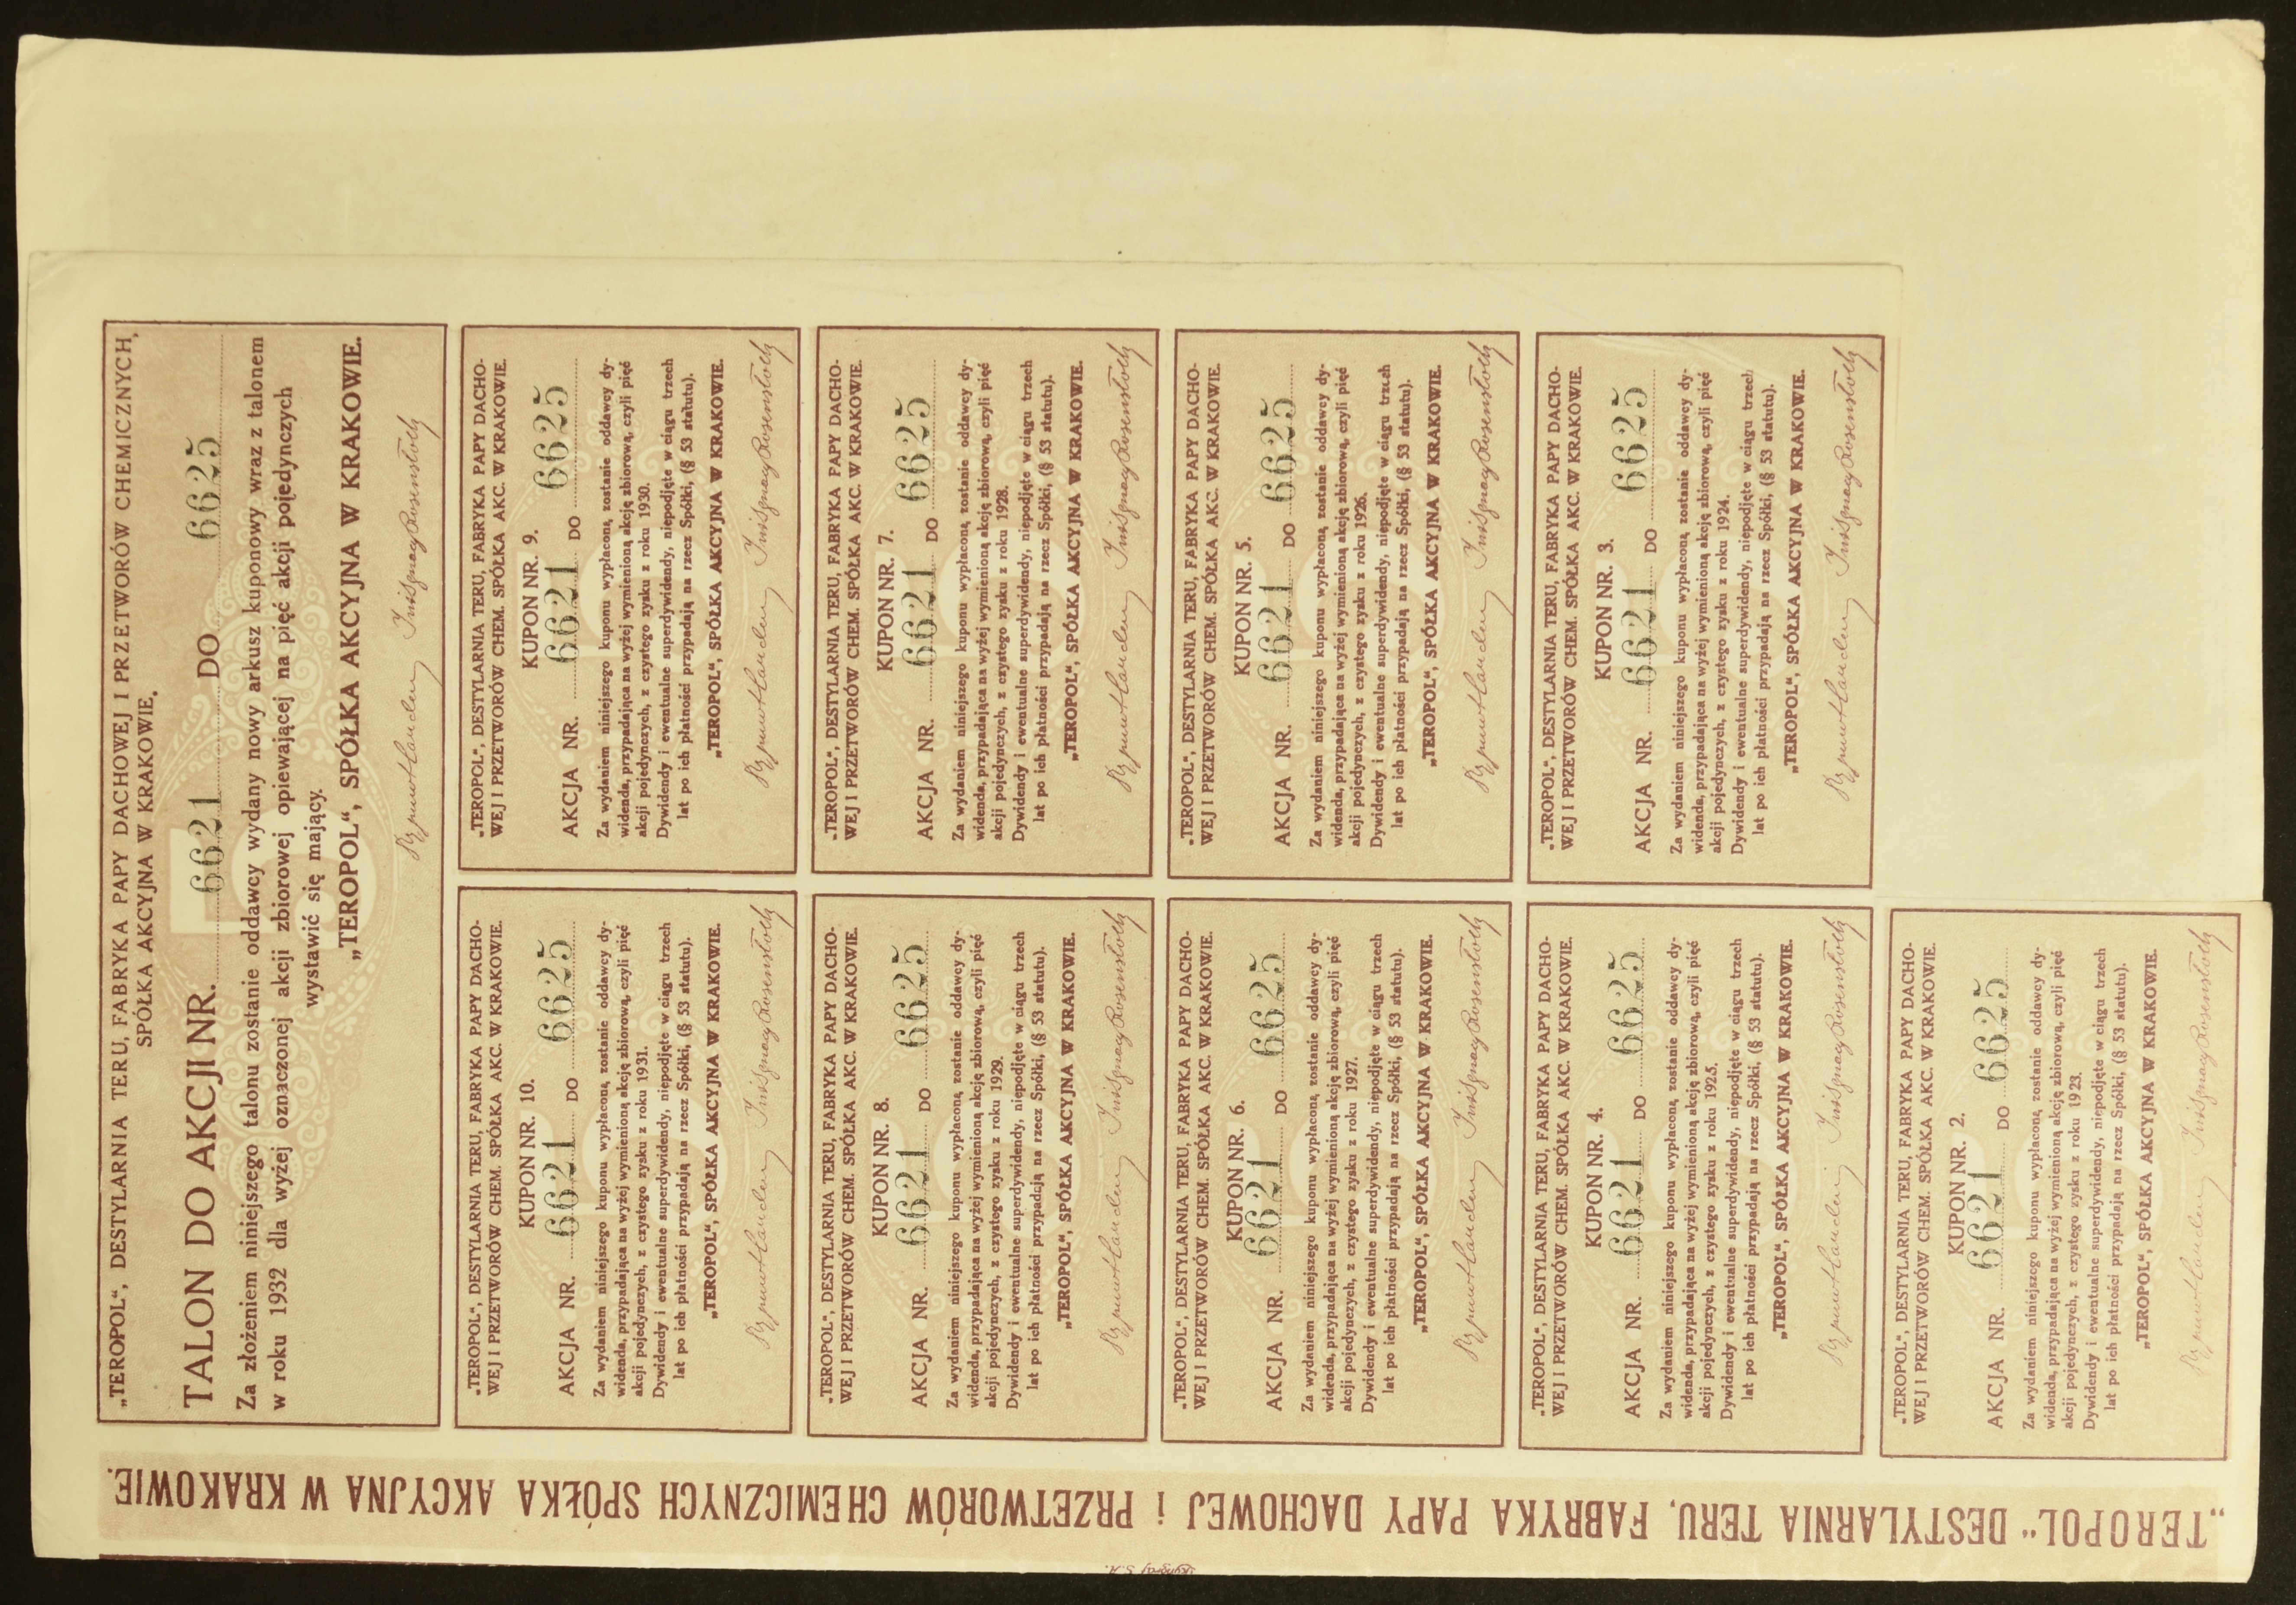 „TEROPOL“, DESTYLARNIA TERU, FABRYKA PAPY DACHOWEJ I PRZETWORÓW CHEMICZNYCH,
SPÓŁKA AKCYJNA W KRAKOWIE.
TALON DO AKCJI NR. 6621 DO 6625
Za złożeniem niniejszego talonu zostanie oddawcy wydany nowy arkusz kuponowy wraz z talonem
w roku 1932 dla wyżej oznaczonej akcji zbiorowej opiewającej na pięć akcji pojedynczych
wystawić się mający.
„TEROPOL“, SPÓŁKA AKCYJNA W KRAKOWIE.
„TEROPOL“, DESTYLARNIA TERU, FABRYKA PAPY DACHO-
WEJ I PRZETWORÓW CHEM. SPÓŁKA AKC. W KRAKOWIE.
KUPON NR. 10.
AKCJA NR. 6621 DO 6625
Za wydaniem niniejszego kuponu wypłaconą zostanie oddawcy dy-
widenda, przypadająca na wyżej wymienioną akcję zbiorową, czyli pięć
akcji pojedynczych, z czystego zysku z roku 1931.
Dywidendy i ewentualne superdywidendy, niepodjęte w ciągu trzech
lat po ich płatności przypadają na rzecz Spółki, (§ 53 statutu).
„TEROPOL“, SPÓŁKA AKCYJNA W KRAKOWIE.
„TEROPOL“, DESTYLARNIA TERU, FABRYKA PAPY DACHO-
WEJ I PRZETWORÓW CHEM. SPÓŁKA AKC. W KRAKOWIE.
KUPON NR. 9.
AKCJA NR. 6621 DO 6625
Za wydaniem niniejszego kuponu wypłaconą zostanie oddawcy dy-
widenda, przypadająca na wyżej wymienioną akcję zbiorową, czyli pięć
akcji pojedynczych, z czystego zysku z roku 1930.
Dywidendy i ewentualne superdywidendy, niepodjęte w ciągu trzech
lat po ich płatności przypadają na rzecz Spółki, (§ 53 statutu).
„TEROPOL“, SPÓŁKA AKCYJNA W KRAKOWIE.
„TEROPOL“, DESTYLARNIA TERU, FABRYKA PAPY DACHO-
WEJ I PRZETWORÓW CHEM. SPÓŁKA AKC. W KRAKOWIE.
KUPON NR. 8.
AKCJA NR. 6621 DO 6625
Za wydaniem niniejszego kuponu wypłaconą zostanie oddawcy dy-
widenda, przypadająca na wyżej wymienioną akcję zbiorową, czyli pięć
akcji pojedynczych, z czystego zysku z roku 1929.
Dywidendy i ewentualne superdywidendy, niepodjęte w ciągu trzech
lat po ich płatności przypadcją na rzecz Spółki, (§ 53 statutu).
„TEROPOL“, SPÓŁKA AKCYJNA W KRAKOWIE.
„TEROPOL“, DESTYLARNIA TERU, FABRYKA PAPY DACHO-
WEJ I PRZETWORÓW CHEM. SPÓŁKA AKC. W KRAKOWIE.
KUPON NR. 7.
AKCJA NR. 6621 DO 6625
Za wydaniem niniejszego kuponu wypłaconą zostanie oddawcy dy-
widenda, przypadająca na wyżej wymienioną akcję zbiorową, czyli pięć
akcji pojedynczych, z czystego zysku z roku 1928.
Dywidendy i ewentualne superdywidendy, niepodjęte w ciągu trzech
lat po ich płatności przypadają na rzecz Spółki, (§ 53 statutu).
„TEROPOL“, SPÓŁKA AKCYJNA W KRAKOWIE.
„TEROPOL“, DESTYLARNIA TERU, FABRYKA PAPY DACHO-
WEJ I PRZETWORÓW CHEM. SPÓŁKA AKC. W KRAKOWIE.
KUPON NR. 6.
AKCJA NR. 6621 DO 6625
Za wydaniem niniejszego kuponu wypłaconą zostanie oddawcy dy-
widenda, przypadająca na wyżej wymienioną akcję zbiorową, czyli pięć
akcji pojedynczych, z czystego zysku z roku 1927.
Dywidendy i ewentualne superdywidendy, niepodjęte w ciągu trzech
lat po ich płatności przypadają na rzecz Spółki, (§ 53 statutu).
„TEROPOL“, SPÓŁKA AKCYJNA W KRAKOWIE.
„TEROPOL“, DESTYLARNIA TERU, FABRYKA PAPY DACHO-
WEJ I PRZETWORÓW CHEM. SPÓŁKA AKC. W KRAKOWIE.
KUPON NR. 5.
AKCJA NR. 6621 DO 6625
Za wydaniem niniejszego kuponu wypłaconą zostanie oddawcy dy-
widenda, przypadająca na wyżej wymienioną akcję zbiorową, czyli pięć
akcji pojedynczych, z czystego zysku z roku 1926.
Dywidendy i ewentualne superdywidendy, niepodjęte w ciągu trzech
lat po ich płatności przypadają na rzecz Spółki, (§ 53 statutu).
„TEROPOL“, SPÓŁKA AKCYJNA W KRAKOWIE.
„TEROPOL“, DESTYLARNIA TERU, FABRYKA PAPY DACHO-
WEJ I PRZETWORÓW CHEM. SPÓŁKA AKC. W KRAKOWIE.
KUPON NR. 4.
AKCJA NR. 6621 DO 6625
Za wydaniem niniejszego kuponu wypłaconą zostanie oddawcy dy-
widenda, przypadająca na wyżej wymienioną akcję zbiorową, czyli pięć
akcji pojedynczych, z czystego zysku z roku 1925.
Dywidendy i ewentualne superdywidendy, niepodjęte w ciągu trzech
lat po ich płatności przypadają na rzecz Spółki, (§ 53 statutu).
„TEROPOL“, SPÓŁKA AKCYJNA W KRAKOWIE.
„TEROPOL“, DESTYLARNIA TERU, FABRYKA PAPY DACHO-
WEJ I PRZETWORÓW CHEM. SPÓŁKA AKC. W KRAKOWIE.
KUPON NR. 3.
AKCJA NR. 6621 DO 6625
Za wydaniem niniejszego kuponu wypłaconą zostanie oddawcy dy-
widenda, przypadająca na wyżej wymienioną akcję zbiorową, czyli pięć
akcji pojedynczych, z czystego zysku z roku 1924.
Dywidendy i ewentualne superdywidendy, niepodjęte w ciągu trzech
lat po ich płatności przypadają na rzecz Spółki, (§ 53 statutu).
„TEROPOL“, SPÓŁKA AKCYJNA W KRAKOWIE.
„TEROPOL“, DESTYLARNIA TERU, FABRYKA PAPY DACHO-
WEJ I PRZETWORÓW CHEM. SPÓŁKA AKC. W KRAKOWIE.
KUPON NR. 2.
AKCJA NR. 6621 DO 6625
Za wydaniem niniejszego kuponu wypłaconą zostanie oddawcy dy-
widenda, przypadająca na wyżej wymienioną akcję zbiorową, czyli pięć
akcji pojedynczych, z czystego zysku z roku 1923.
Dywidendy i ewentualne superdywidendy, niepodjęte w ciągu trzech
lat po ich płatności przypadają na rzecz Spółki, (§ 53 statutu).
„TEROPOL“, SPÓŁKA AKCYJNA W KRAKOWIE.
„TEROPOL“ DESTYLARNIA TERU, FABRYKA PAPY DACHOWEJ i PRZETWORÓW CHEMICZNYCH SPÓŁKA AKCYJNA W KRAKOWIE.